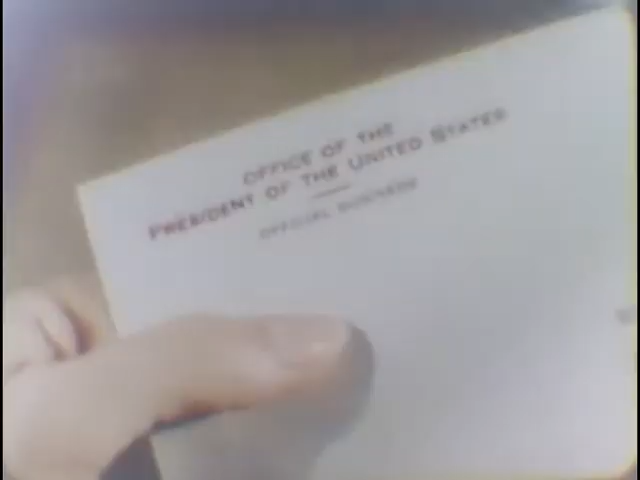 OFFICE OF THE
PRESIDENT OF THE UNITED STATES
OFFICIAL BUSINESS